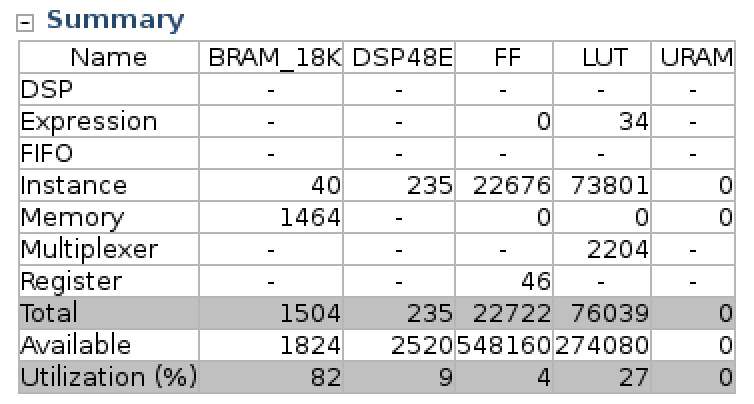 Summary
Name BRAM_18K DSP48E FF LUT URAM
DSP - - - - -
Expression - - 0 34 -
FIFO - - - - -
Instance 40 235 22676 73801 0
Memory 1464 - 0 0 0
Multiplexer - - - 2204 -
Register - - 46 - -
Total 1504 235 22722 76039 0
Available 1824 2520 548160 274080 0
Utilization (%) 82 9 4 27 0